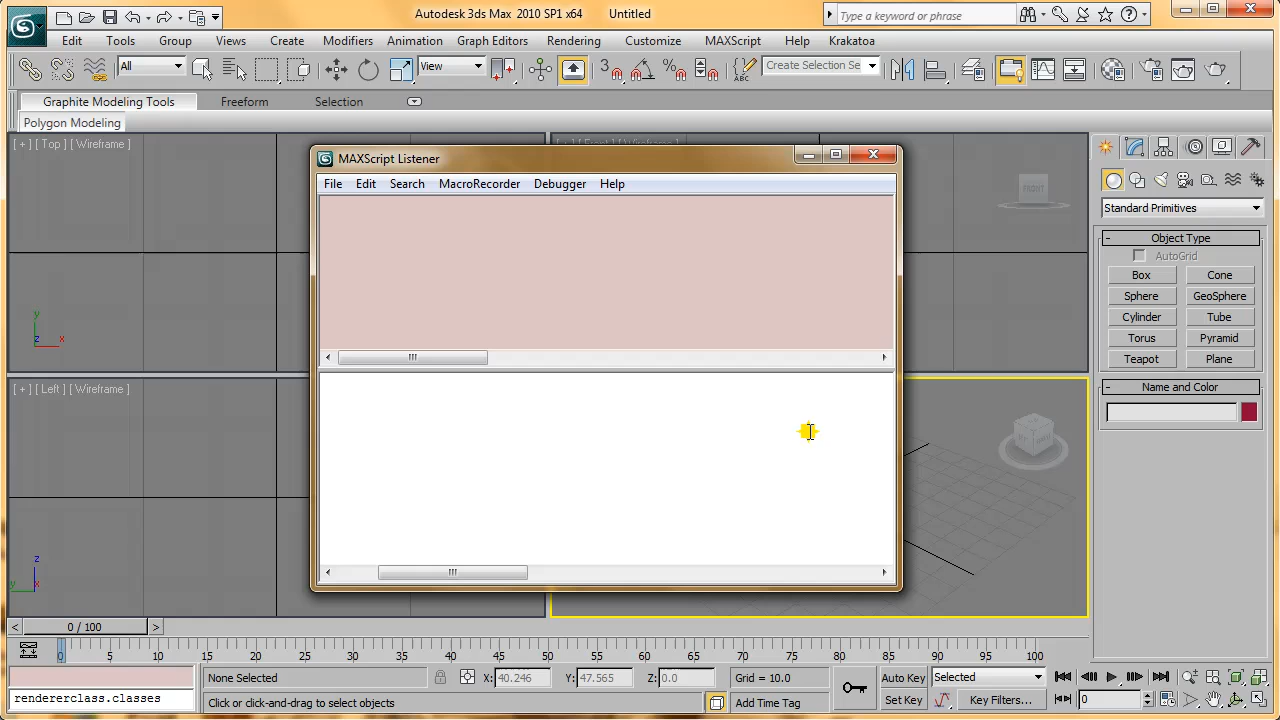 Autodesk 3ds Max 2010 SP1 x64 Untitled
Type a keyword or phrase
Edit Tools Group Views Create Modifiers Animation Graph Editors Rendering Customize MAXScript Help Krakatoa
All View 3 Create Selection Se
Graphite Modeling Tools Freeform Selection
Polygon Modeling
[ + ] [ Top ] [ Wireframe ]
[ + ] [ Front ] [ Wireframe ]
MAXScript Listener
File Edit Search MacroRecorder Debugger Help
FRONT
Standard Primitives
Object Type
AutoGrid
Box Cone
Sphere GeoSphere
Cylinder Tube
Torus Pyramid
Teapot Plane
Name and Color
y
z x
[ + ] [ Left ] [ Wireframe ]
z
y x
0 / 100
0 5 10 15 20 25 30 35 40 45 50 55 60 65 70 75 80 85 90 95 100
None Selected X: 40.246 Y: 47.565 Z: 0.0 Grid = 10.0 Auto Key Selected
rendererclass.classes
Click or click-and-drag to select objects Add Time Tag Set Key Key Filters... 0